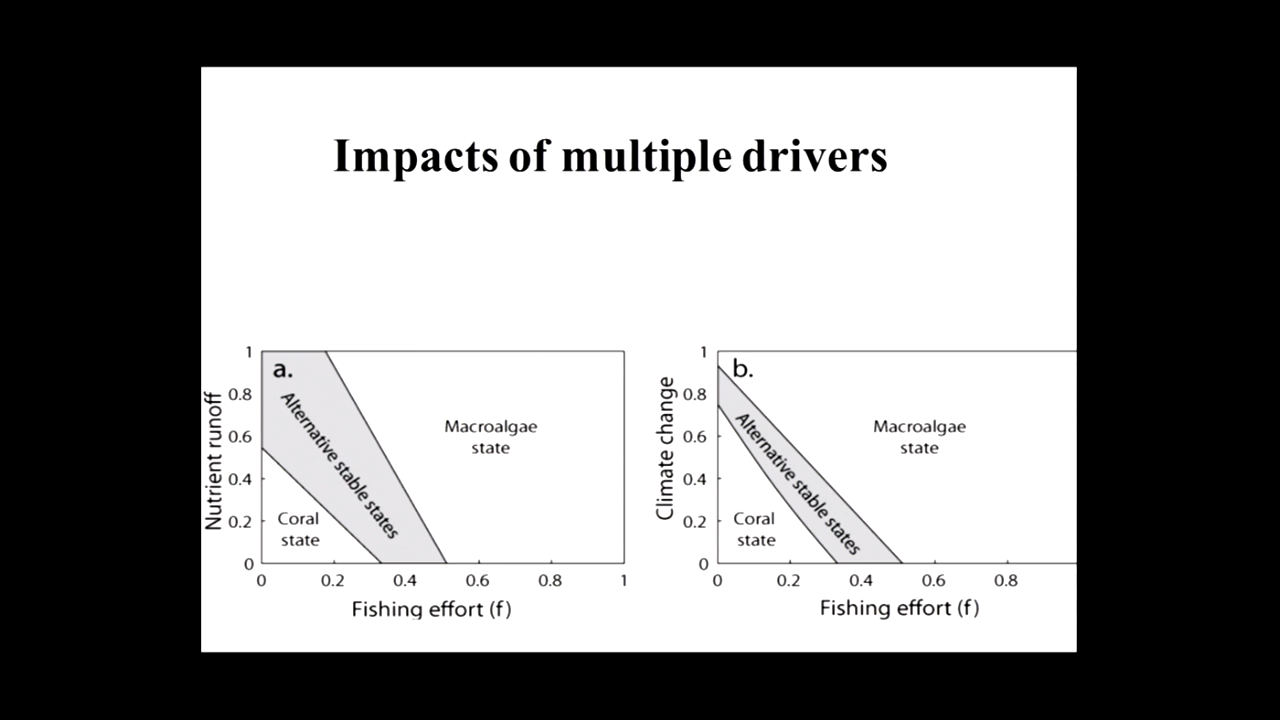 Impacts of multiple drivers
a.
Nutrient runoff
1
0.8
0.6
0.4
0.2
0
Alternative stable states
Macroalgae
state
Coral
state
0 0.2 0.4 0.6 0.8 1
Fishing effort (f)
b.
Climate change
1
0.8
0.6
0.4
0.2
0
Alternative stable states
Macroalgae
state
Coral
state
0 0.2 0.4 0.6 0.8
Fishing effort (f)